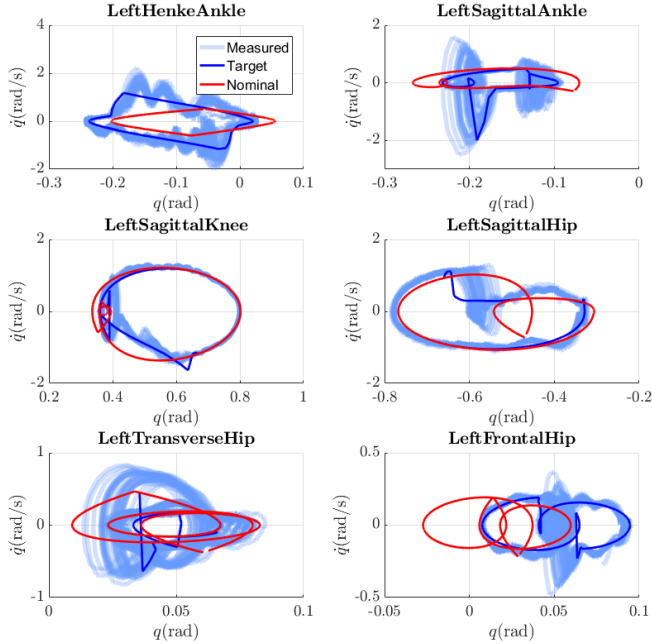 LeftHenkeAnkle
LeftSagittalAnkle
4
2
0
-2
q̇(rad/s)
Measured
Target
Nominal
-0.3
-0.2
-0.1
0
0.1
q(rad)
2
0
-2
q̇(rad/s)
-0.3
-0.2
-0.1
0
q(rad)
LeftSagittalKnee
LeftSagittalHip
2
0
-2
q̇(rad/s)
0.2
0.4
0.6
0.8
1
q(rad)
2
0
-2
q̇(rad/s)
-0.8
-0.6
-0.4
-0.2
q(rad)
LeftTransverseHip
LeftFrontalHip
1
0
-1
q̇(rad/s)
0
0.05
0.1
q(rad)
0.5
0
-0.5
q̇(rad/s)
-0.05
0
0.05
0.1
q(rad)